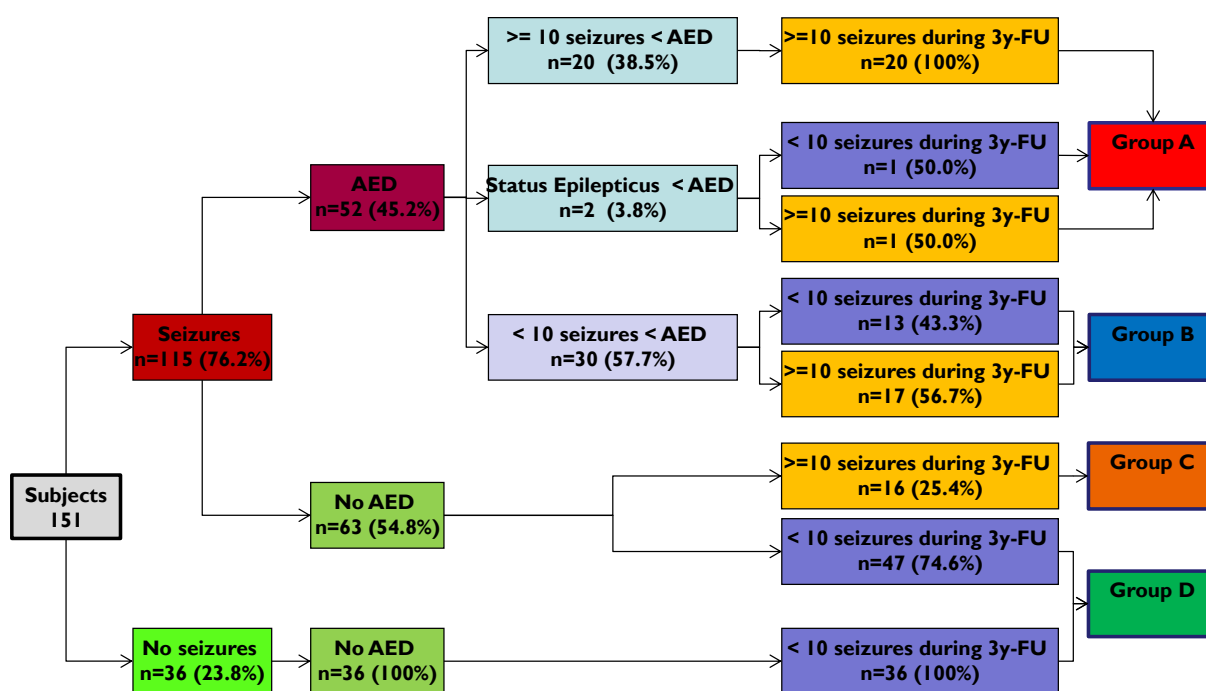 >= 10 seizures < AED
n=20 (38.5%)
>=10 seizures during 3y-FU
n=20 (100%)
< 10 seizures during 3y-FU
n=1 (50.0%)
Group A
AED
n=52 (45.2%)
Status Epilepticus < AED
n=2 (3.8%)
>=10 seizures during 3y-FU
n=1 (50.0%)
Seizures
n=115 (76.2%)
< 10 seizures < AED
n=30 (57.7%)
< 10 seizures during 3y-FU
n=13 (43.3%)
Group B
>=10 seizures during 3y-FU
n=17 (56.7%)
Subjects
151
No AED
n=63 (54.8%)
>=10 seizures during 3y-FU
n=16 (25.4%)
Group C
< 10 seizures during 3y-FU
n=47 (74.6%)
Group D
No seizures
n=36 (23.8%)
No AED
n=36 (100%)
< 10 seizures during 3y-FU
n=36 (100%)